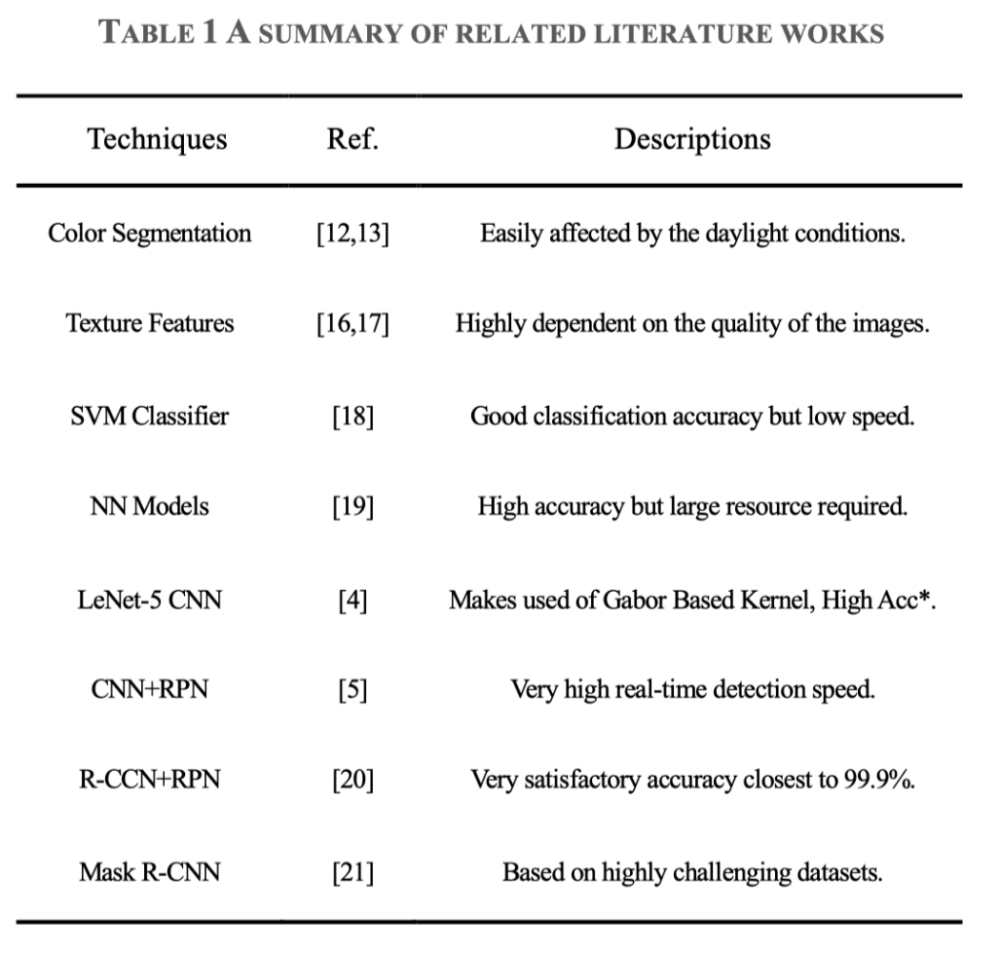 TABLE 1 A SUMMARY OF RELATED LITERATURE WORKS
Techniques Ref. Descriptions
Color Segmentation [12,13] Easily affected by the daylight conditions.
Texture Features [16,17] Highly dependent on the quality of the images.
SVM Classifier [18] Good classification accuracy but low speed.
NN Models [19] High accuracy but large resource required.
LeNet-5 CNN [4] Makes used of Gabor Based Kernel, High Acc*.
CNN+RPN [5] Very high real-time detection speed.
R-CCN+RPN [20] Very satisfactory accuracy closest to 99.9%.
Mask R-CNN [21] Based on highly challenging datasets.